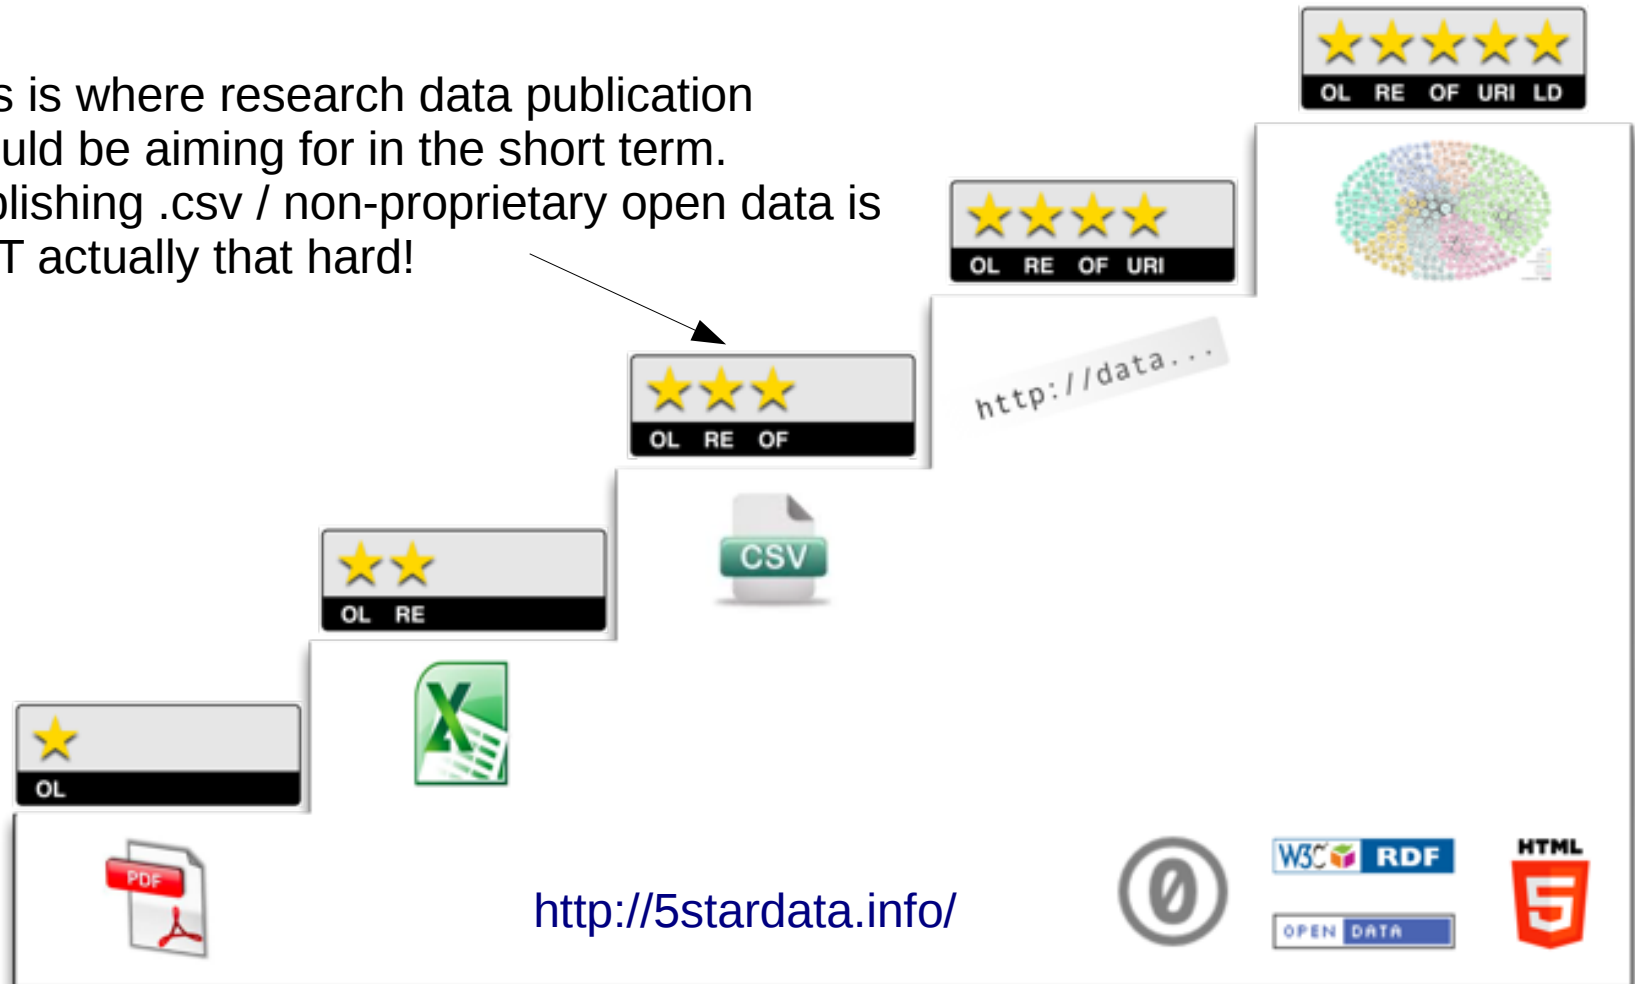 s is where research data publication
uld be aiming for in the short term.
lishing .csv / non-proprietary open data is
T actually that hard!
OL RE OF URI LD
OL RE OF URI
http://data...
OL RE OF
CSV
OL RE
X
OL
PDF
http://5stardata.info/
0
W3C RDF
OPEN DATA
HTML
5